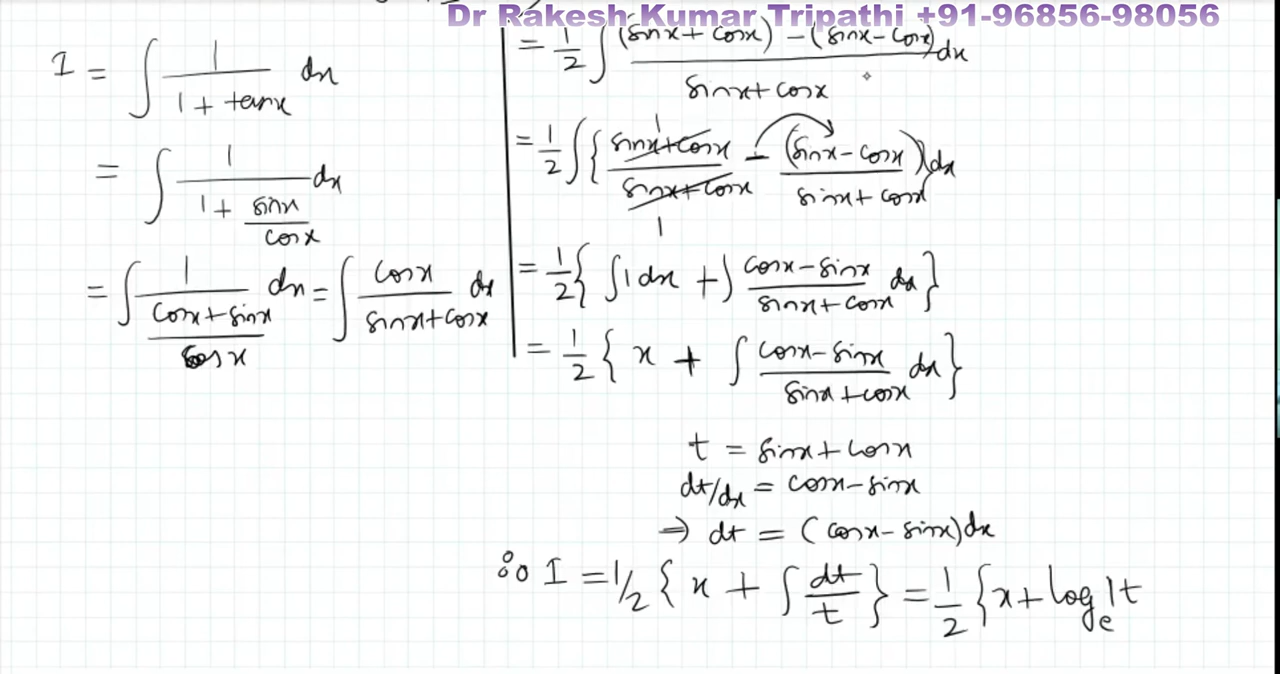 Dr Rakesh Kumar Tripathi +91-96856-98056
I = ∫ 1/(1 + tanx) dx
= ∫ 1/(1 + sinx/cosx) dx
= ∫ 1/((cosx + sinx)/cosx) dx = ∫ cosx/(sinx + cosx) dx
= 1/2 ∫ ((sinx + cosx) - (sinx - cosx))/(sinx + cosx) dx
= 1/2 ∫ { (sinx + cosx)/(sinx + cosx) - (sinx - cosx)/(sinx + cosx) } dx
= 1/2 { ∫ 1 dx + ∫ (cosx - sinx)/(sinx + cosx) dx }
= 1/2 { x + ∫ (cosx - sinx)/(sinx + cosx) dx }
t = sinx + cosx
dt/dx = cosx - sinx
⇒ dt = (cosx - sinx) dx
∴ I = 1/2 { x + ∫ dt/t } = 1/2 { x + logₑ |t